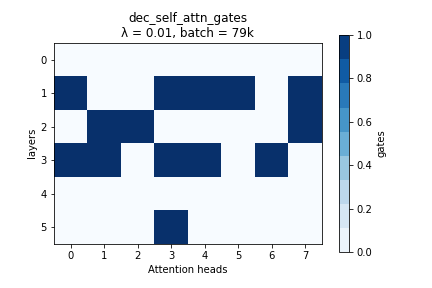 dec_self_attn_gates
λ = 0.01, batch = 79k
layers
0
1
2
3
4
5
0 1 2 3 4 5 6 7
Attention heads
1.0
0.8
0.6
0.4
0.2
0.0
gates